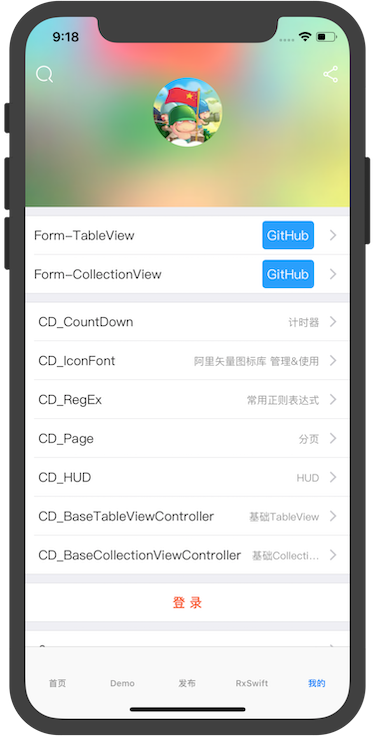 9:18
Form-TableView GitHub
Form-CollectionView GitHub
CD_CountDown 计时器
CD_IconFont 阿里矢量图标库 管理&使用
CD_RegEx 常用正则表达式
CD_Page 分页
CD_HUD HUD
CD_BaseTableViewController 基础TableView
CD_BaseCollectionViewController 基础Collecti...
登 录
首页 Demo 发布 RxSwift 我的